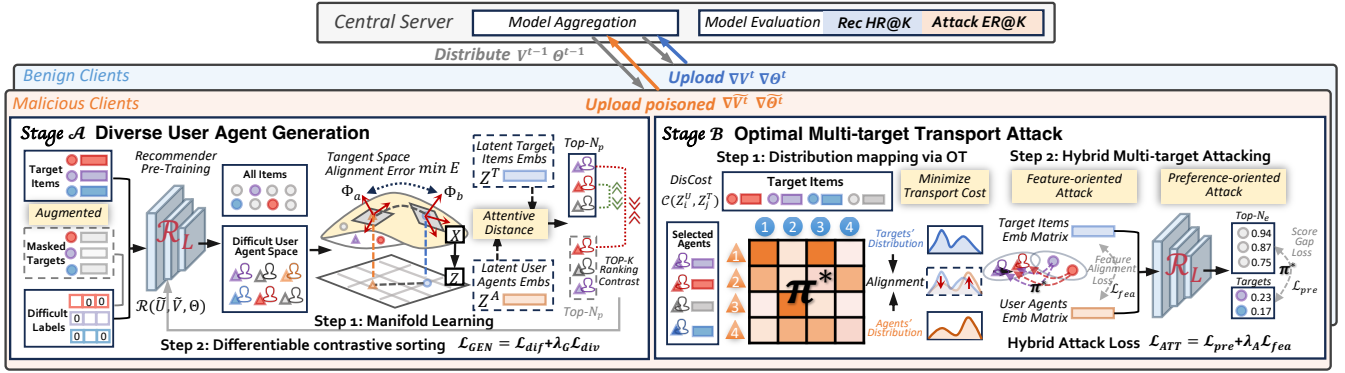 Central Server
Model Aggregation
Model Evaluation Rec HR@K Attack ER@K
Distribute V^{t-1} Θ^{t-1}
Benign Clients
Upload ∇V^t ∇Θ^t
Malicious Clients
Upload poisoned ∇Ṽ^t ∇Θ̃^t
Stage A Diverse User Agent Generation
Target
Items
Augmented
Masked
Targets
Difficult
Labels
0 0
0
0
Recommender
Pre-Training
R_L
R(Ũ, Ṽ, Θ)
All Items
Difficult User
Agent Space
Tangent Space
Alignment Error min E
Φ_a
Φ_b
X
Z
Step 1: Manifold Learning
Latent Target
Items Embs
Z^T
Attentive
Distance
Latent User
Agents Embs
Z^A
Top-N_p
TOP-K
Ranking
Contrast
Top-N_p
Step 2: Differentiable contrastive sorting L_GEN = L_dif+λ_G L_div
Stage B Optimal Multi-target Transport Attack
Step 1: Distribution mapping via OT
DisCost
C(Z_i^U, Z_j^T)
Target Items
Minimize
Transport Cost
1 2 3 4
Selected
Agents
1
2
3
4
π*
Targets'
Distribution
Alignment
Agents'
Distribution
Step 2: Hybrid Multi-target Attacking
Feature-oriented
Attack
Preference-oriented
Attack
Target Items
Emb Matrix
π*
Feature
Alignment
Loss
L_fea
User Agents
Emb Matrix
R_L
Top-N_e
0.94
0.87
0.75
Targets
0.23
0.17
Score
Gap
Loss
π*
L_pre
Hybrid Attack Loss L_ATT = L_pre+λ_A L_fea